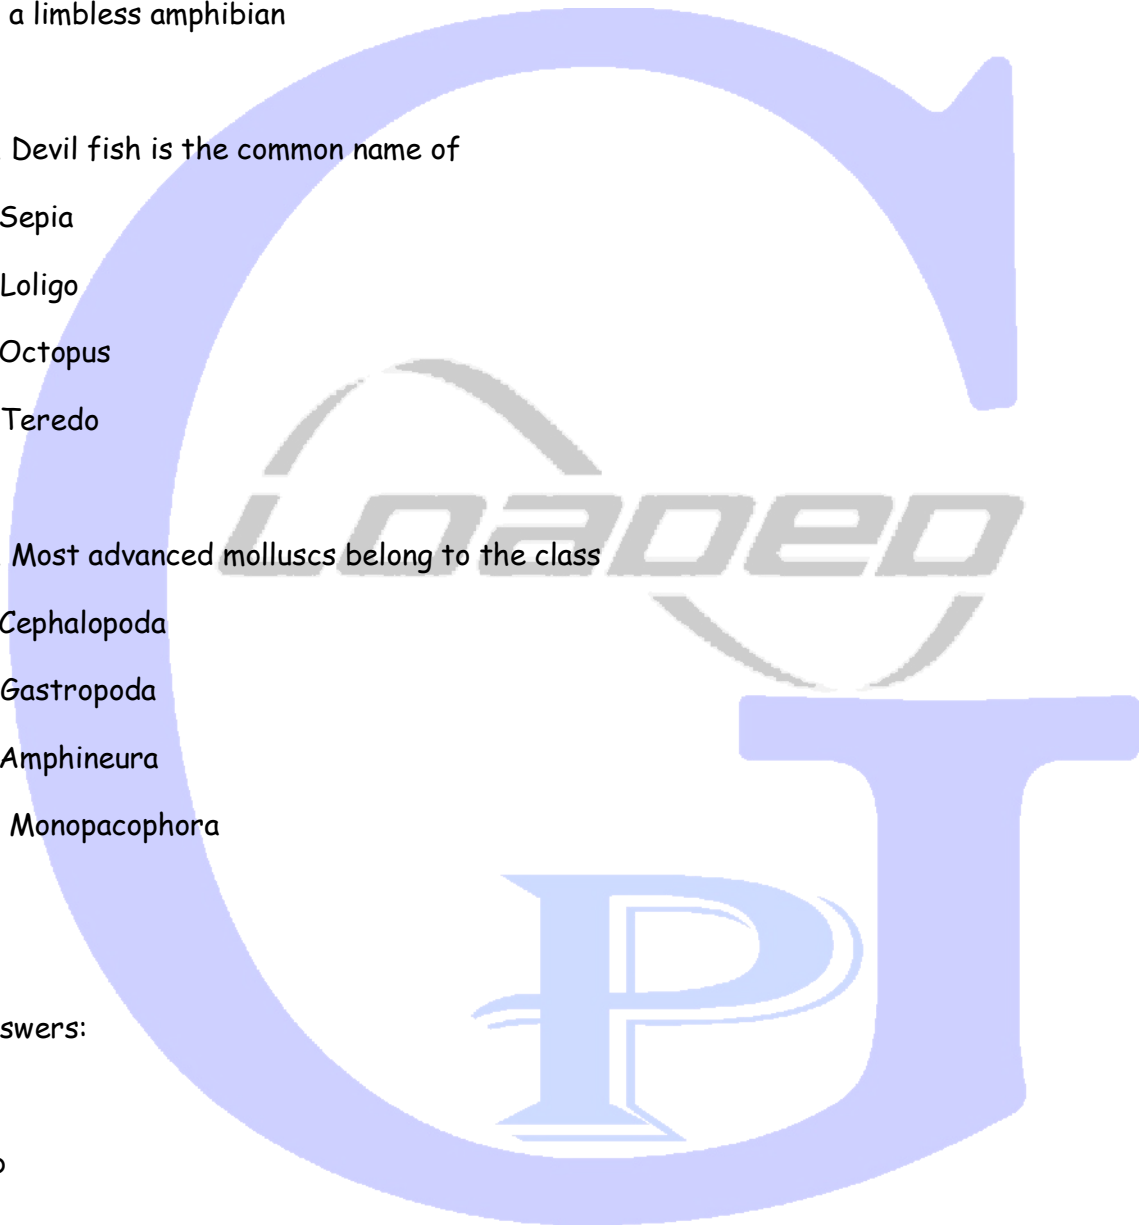 a limbless amphibian
Devil fish is the common name of
Sepia
Loligo
Octopus
Teredo
LOADED
Most advanced molluscs belong to the class
Cephalopoda
Gastropoda
Amphineura
Monopacophora
G
P
swers: